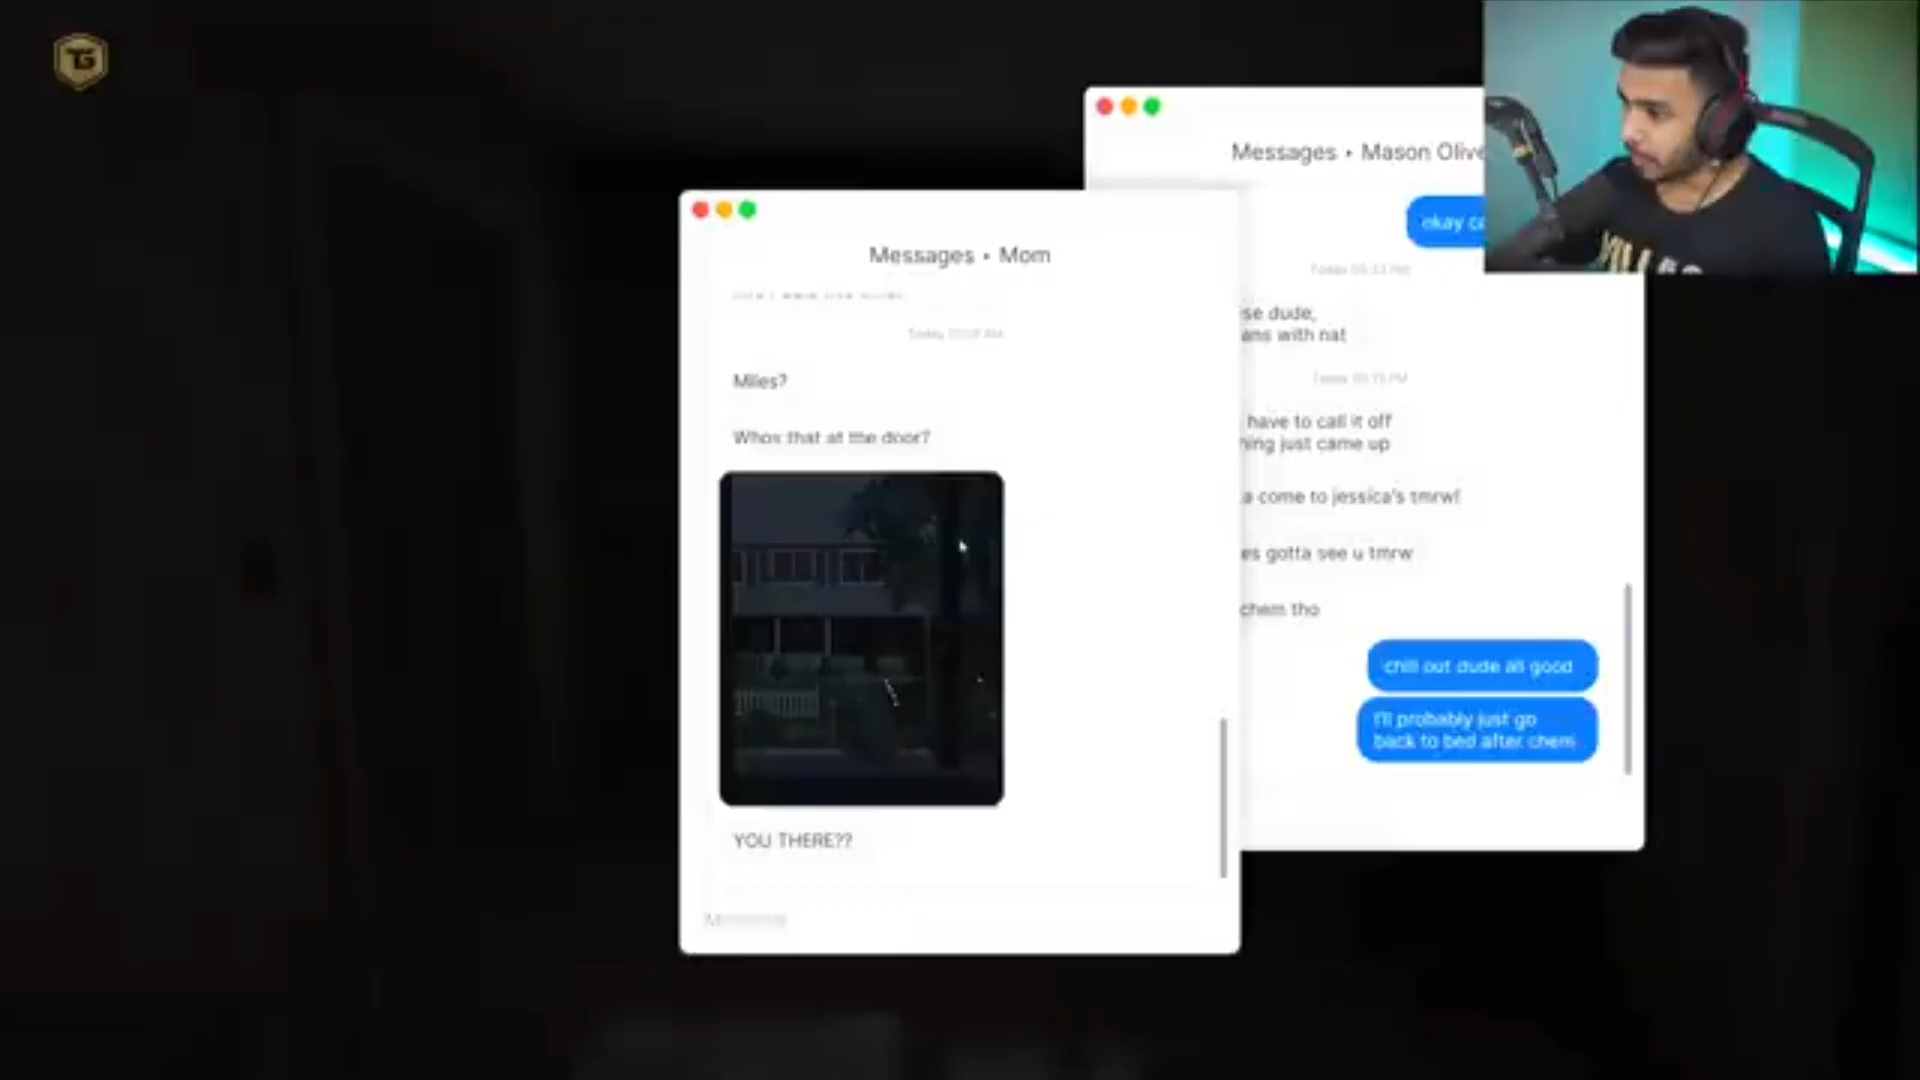 TG
Messages • Mom
Miles?
Whos that at the door?
YOU THERE??
Messages • Mason Olive
okay
se dude,
ans with nat
have to call it off
ning just came up
a come to jessica's tmrw!
es gotta see u tmrw
chem tho
chill out dude all good
I'll probably just go
back to bed after chem